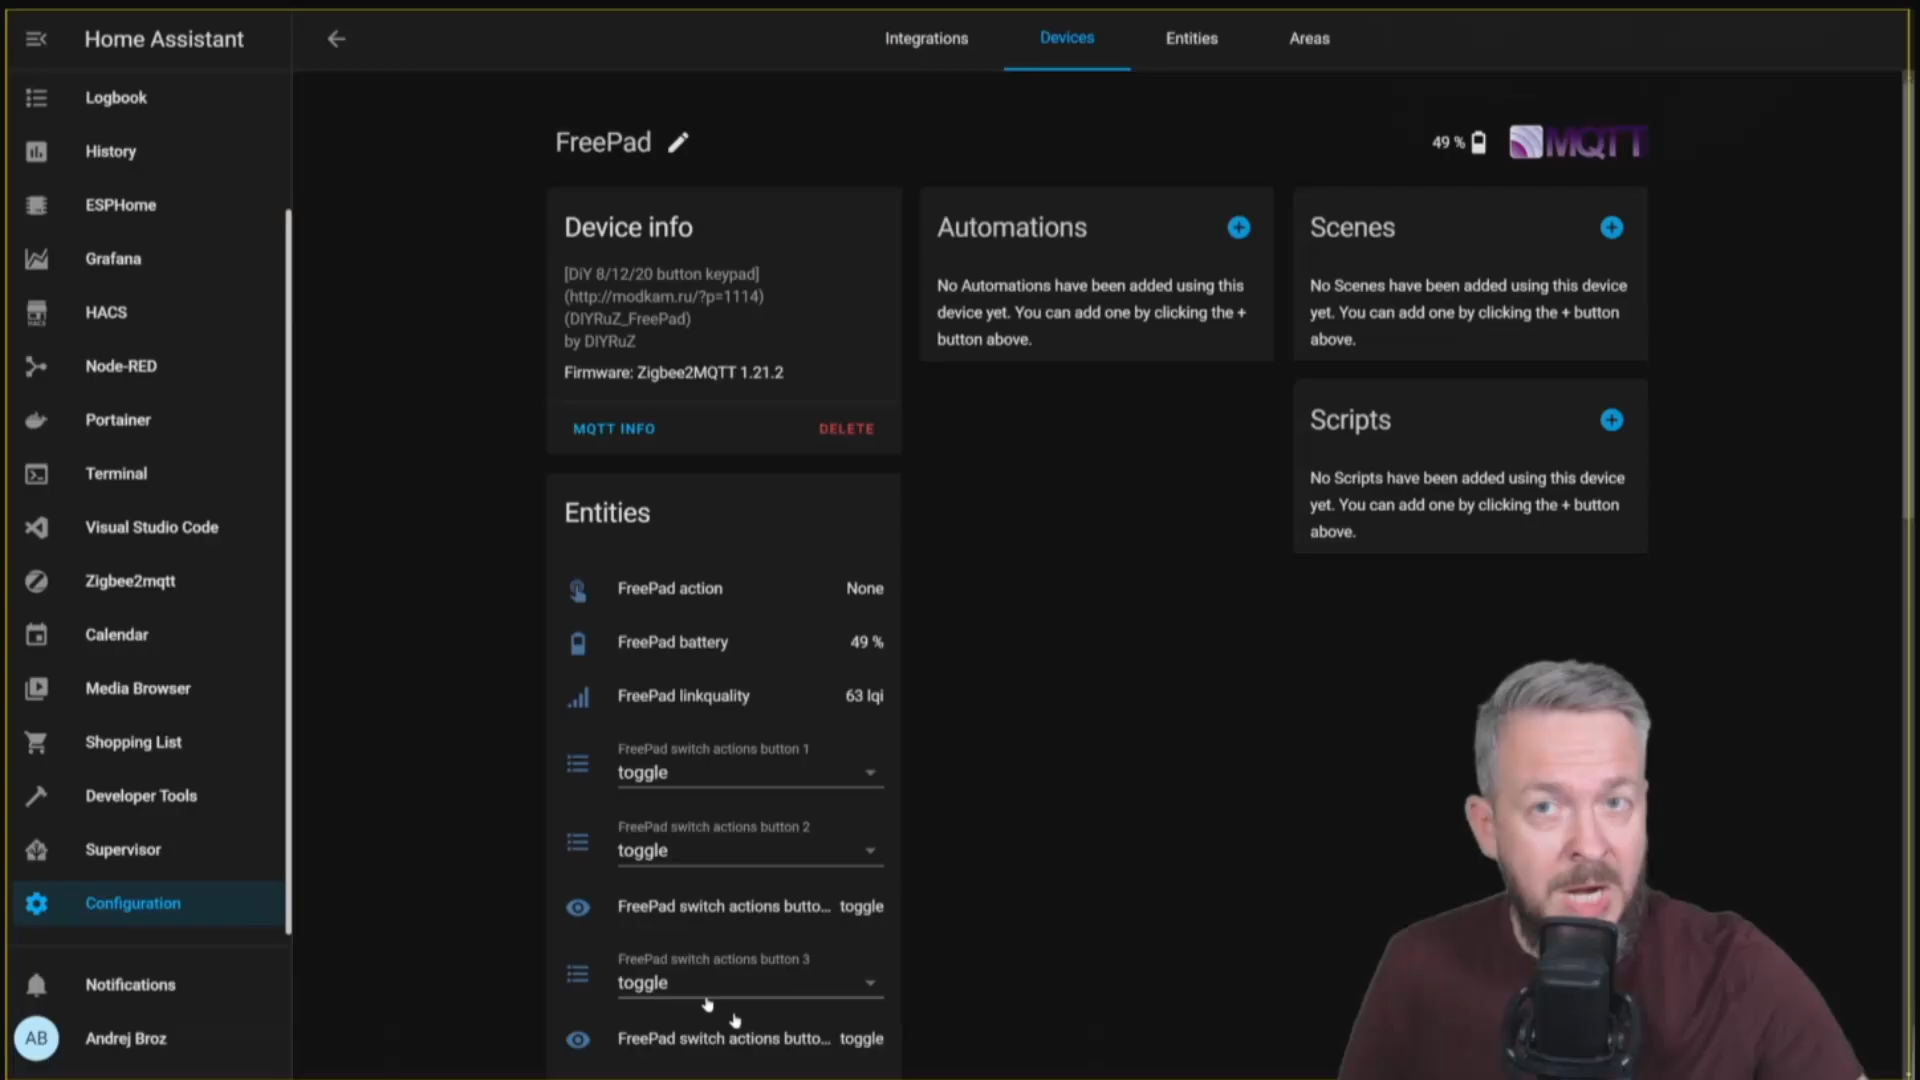 Home Assistant
Integrations
Devices
Entities
Areas
Logbook
History
ESPHome
Grafana
HACS
Node-RED
Portainer
Terminal
Visual Studio Code
Zigbee2mqtt
Calendar
Media Browser
Shopping List
Developer Tools
Supervisor
Configuration
Notifications
AB
Andrej Broz
FreePad
49 %
MQTT
Device info
[DiY 8/12/20 button keypad]
(http://modkam.ru/?p=1114)
(DIYRuZ_FreePad)
by DIYRuZ
Firmware: Zigbee2MQTT 1.21.2
MQTT INFO
DELETE
Automations
No Automations have been added using this
device yet. You can add one by clicking the +
button above.
Scenes
No Scenes have been added using this device
yet. You can add one by clicking the + button
above.
Scripts
No Scripts have been added using this device
yet. You can add one by clicking the + button
above.
Entities
FreePad action None
FreePad battery 49 %
FreePad linkquality 63 lqi
FreePad switch actions button 1
toggle
FreePad switch actions button 2
toggle
FreePad switch actions butto... toggle
FreePad switch actions button 3
toggle
FreePad switch actions butto... toggle